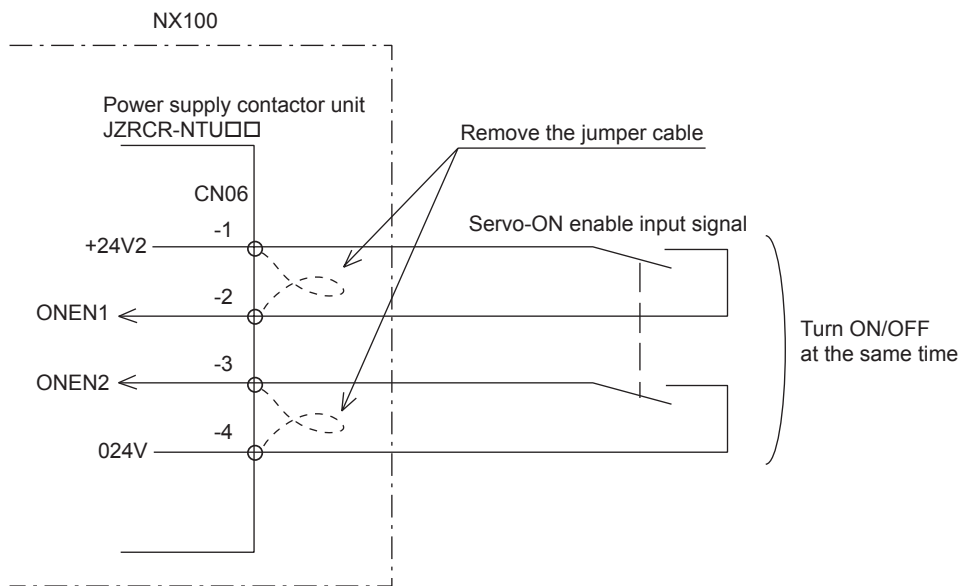 NX100
Power supply contactor unit
JZRCR-NTU□□
Remove the jumper cable
CN06
-1
Servo-ON enable input signal
+24V2
-2
ONEN1
Turn ON/OFF
at the same time
-3
ONEN2
-4
024V